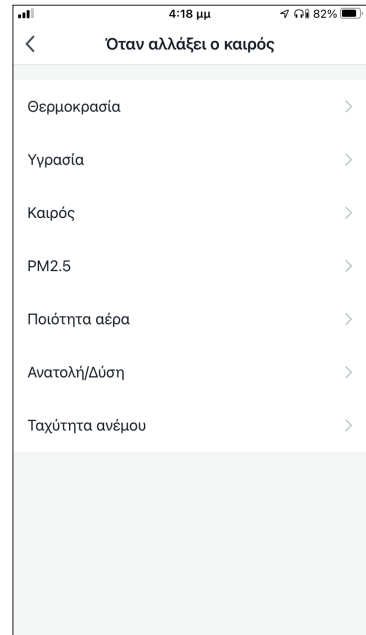 4:18 μμ
82%
Όταν αλλάξει ο καιρός
Θερμοκρασία
Υγρασία
Καιρός
PM2.5
Ποιότητα αέρα
Ανατολή/Δύση
Ταχύτητα ανέμου